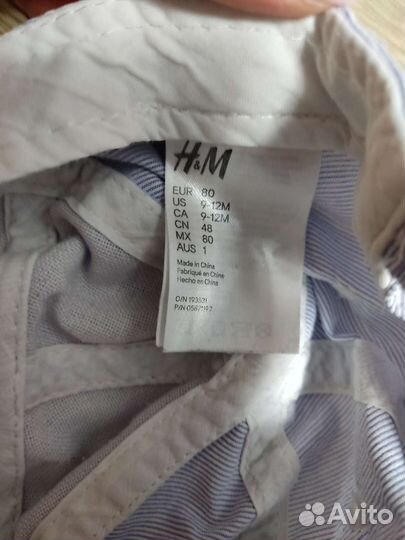 H&M
EUR 80
US 9-12M
CA 9-12M
CN 48
MX 80
AUS 1
Made in China
Fabriqué en Chine
Hecho en China
Avito